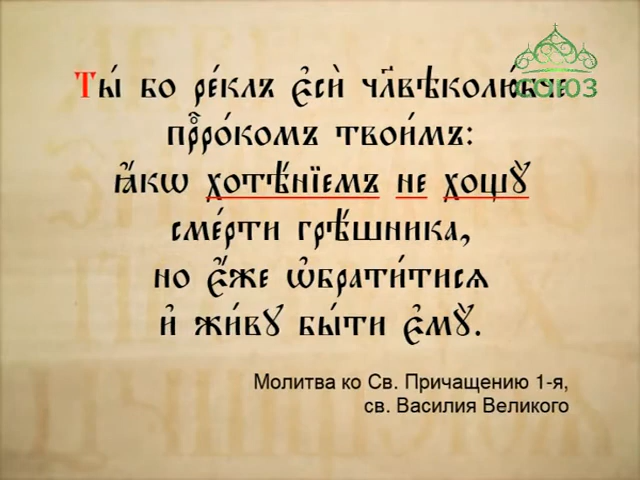 СОЮЗ
Ты́ бо ре́клъ є҆сѝ чл҃вѣколю́бче
прⷪ҇ро́комъ твои́мъ:
ꙗ҆́кѡ хотѣ́нїемъ не хощꙋ̀
сме́рти грѣ́шника,
но є҆́же ѡ҆брати́тисѧ
и҆ жи́вꙋ бы́ти є҆мꙋ̀.
Молитва ко Св. Причащению 1-я,
св. Василия Великого